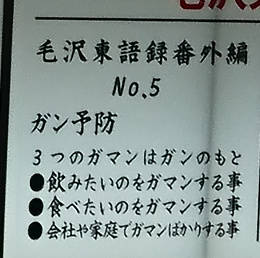 毛沢東語録番外編
No.5
ガン予防
3つのガマンはガンのもと
●飲みたいのをガマンする事
●食べたいのをガマンする事
●会社や家庭でガマンばかりする事